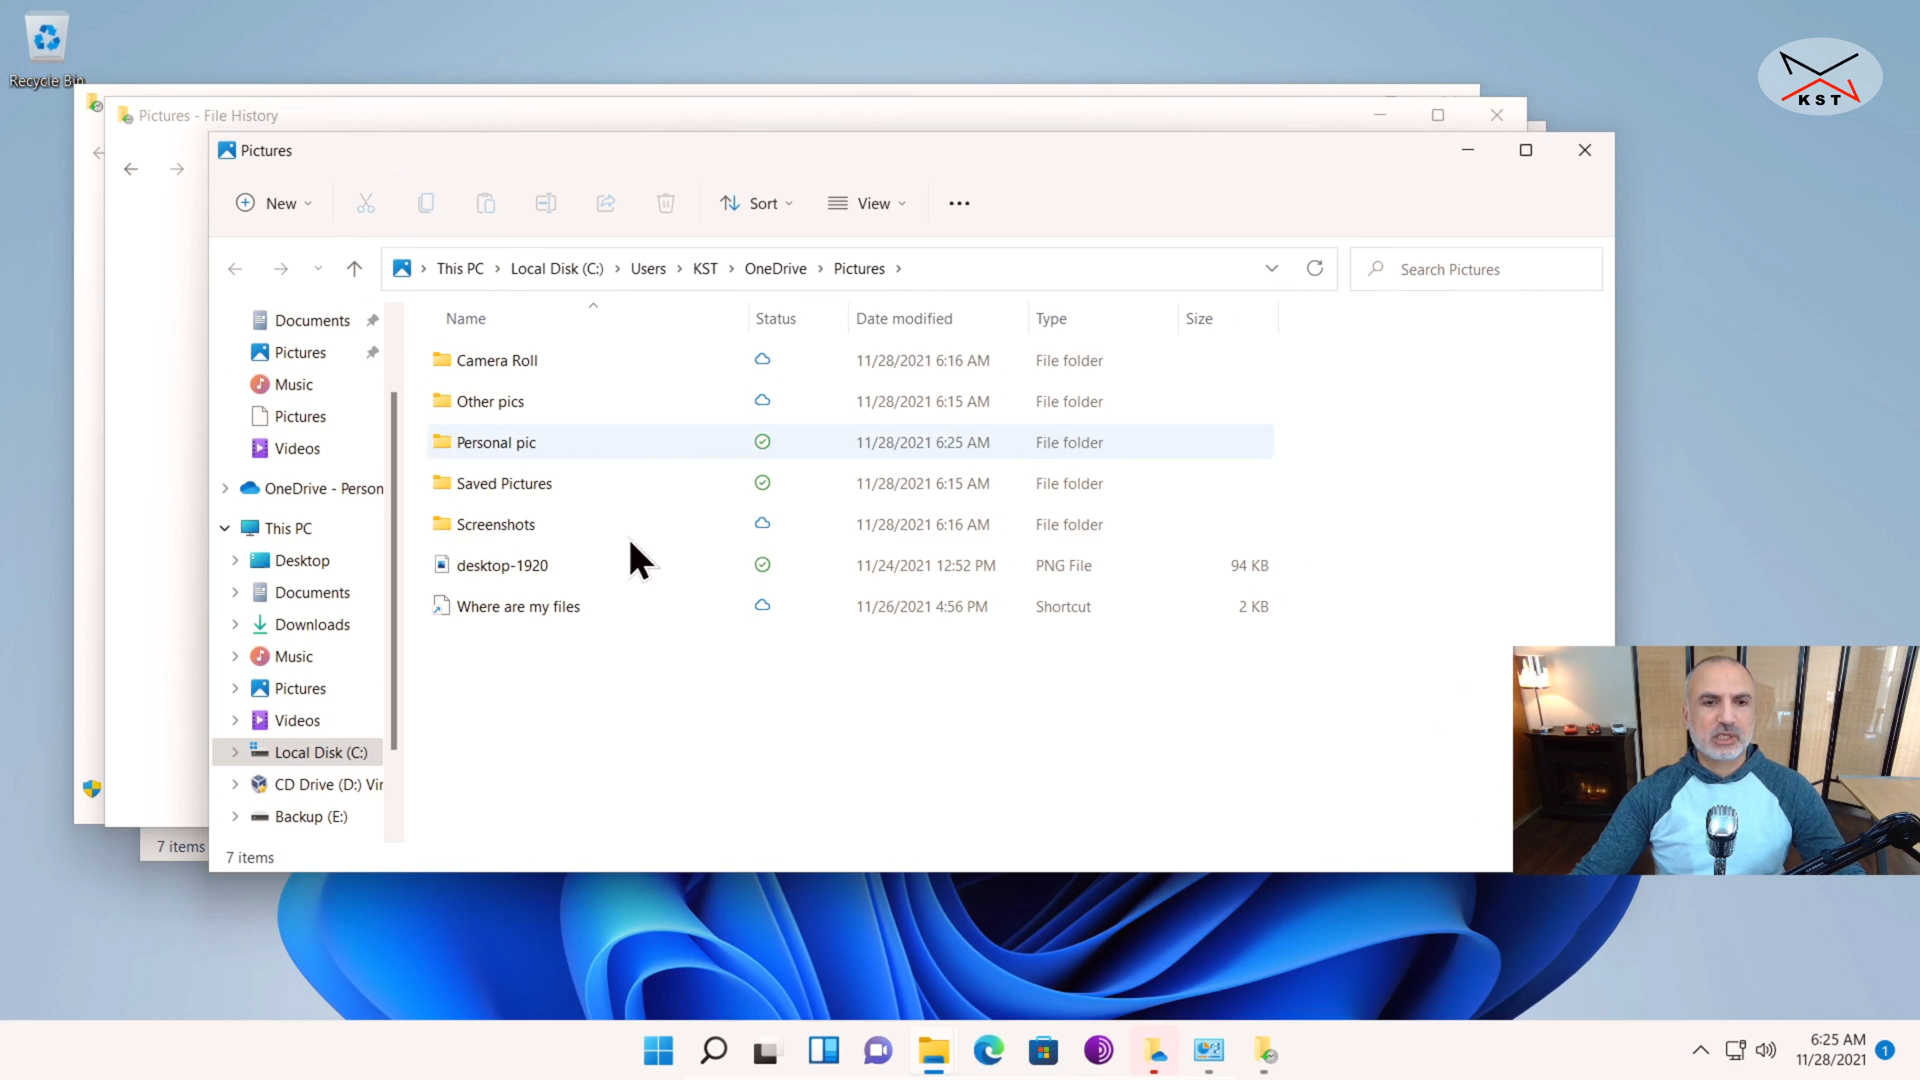 Recycle Bin
KST
Pictures - File History
Pictures
New
Sort
View
This PC
Local Disk (C:)
Users
KST
OneDrive
Pictures
Search Pictures
Documents
Pictures
Music
Pictures
Videos
OneDrive - Person
This PC
Desktop
Documents
Downloads
Music
Pictures
Videos
Local Disk (C:)
CD Drive (D:) Vir
Backup (E:)
Name Status Date modified Type Size
Camera Roll 11/28/2021 6:16 AM File folder
Other pics 11/28/2021 6:15 AM File folder
Personal pic 11/28/2021 6:25 AM File folder
Saved Pictures 11/28/2021 6:15 AM File folder
Screenshots 11/28/2021 6:16 AM File folder
desktop-1920 11/24/2021 12:52 PM PNG File 94 KB
Where are my files 11/26/2021 4:56 PM Shortcut 2 KB
7 items
7 items
6:25 AM
11/28/2021
1